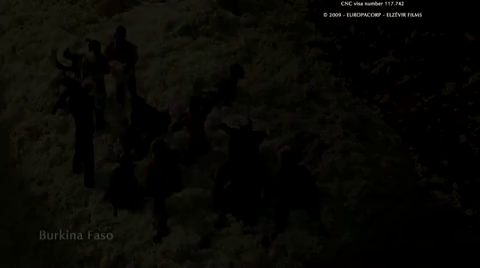 CNC visa number 117.742
© 2009 - EUROPACORP - ELZÉVIR FILMS
Burkina Faso